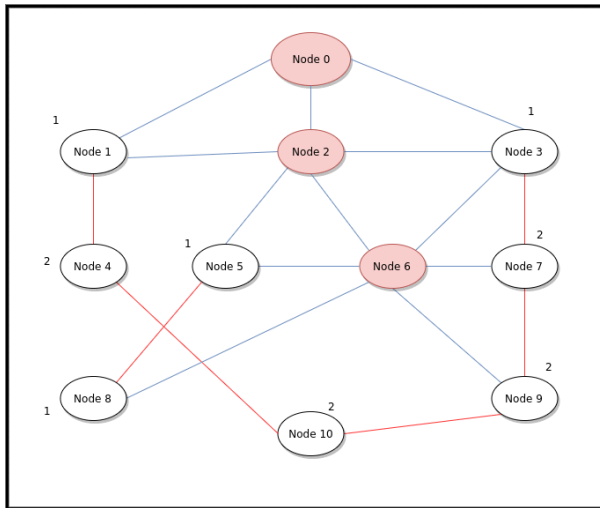 Node 0
1
1
Node 1
Node 2
Node 3
2
1
2
Node 4
Node 5
Node 6
Node 7
2
1
Node 8
Node 9
2
Node 10